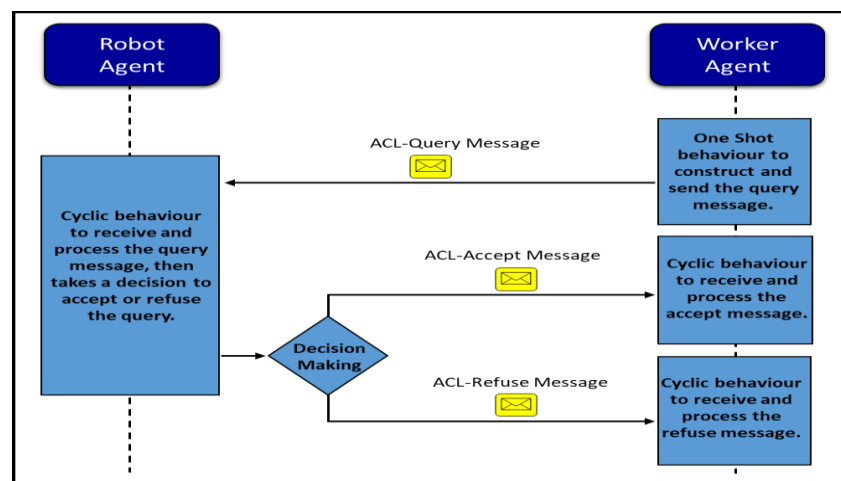 Robot
Agent
Worker
Agent
ACL-Query Message
One Shot
behaviour to
construct and
send the query
message.
Cyclic behaviour
to receive and
process the query
message, then
takes a decision to
accept or refuse
the query.
ACL-Accept Message
Cyclic behaviour
to receive and
process the
accept message.
Decision
Making
ACL-Refuse Message
Cyclic behaviour
to receive and
process the
refuse message.